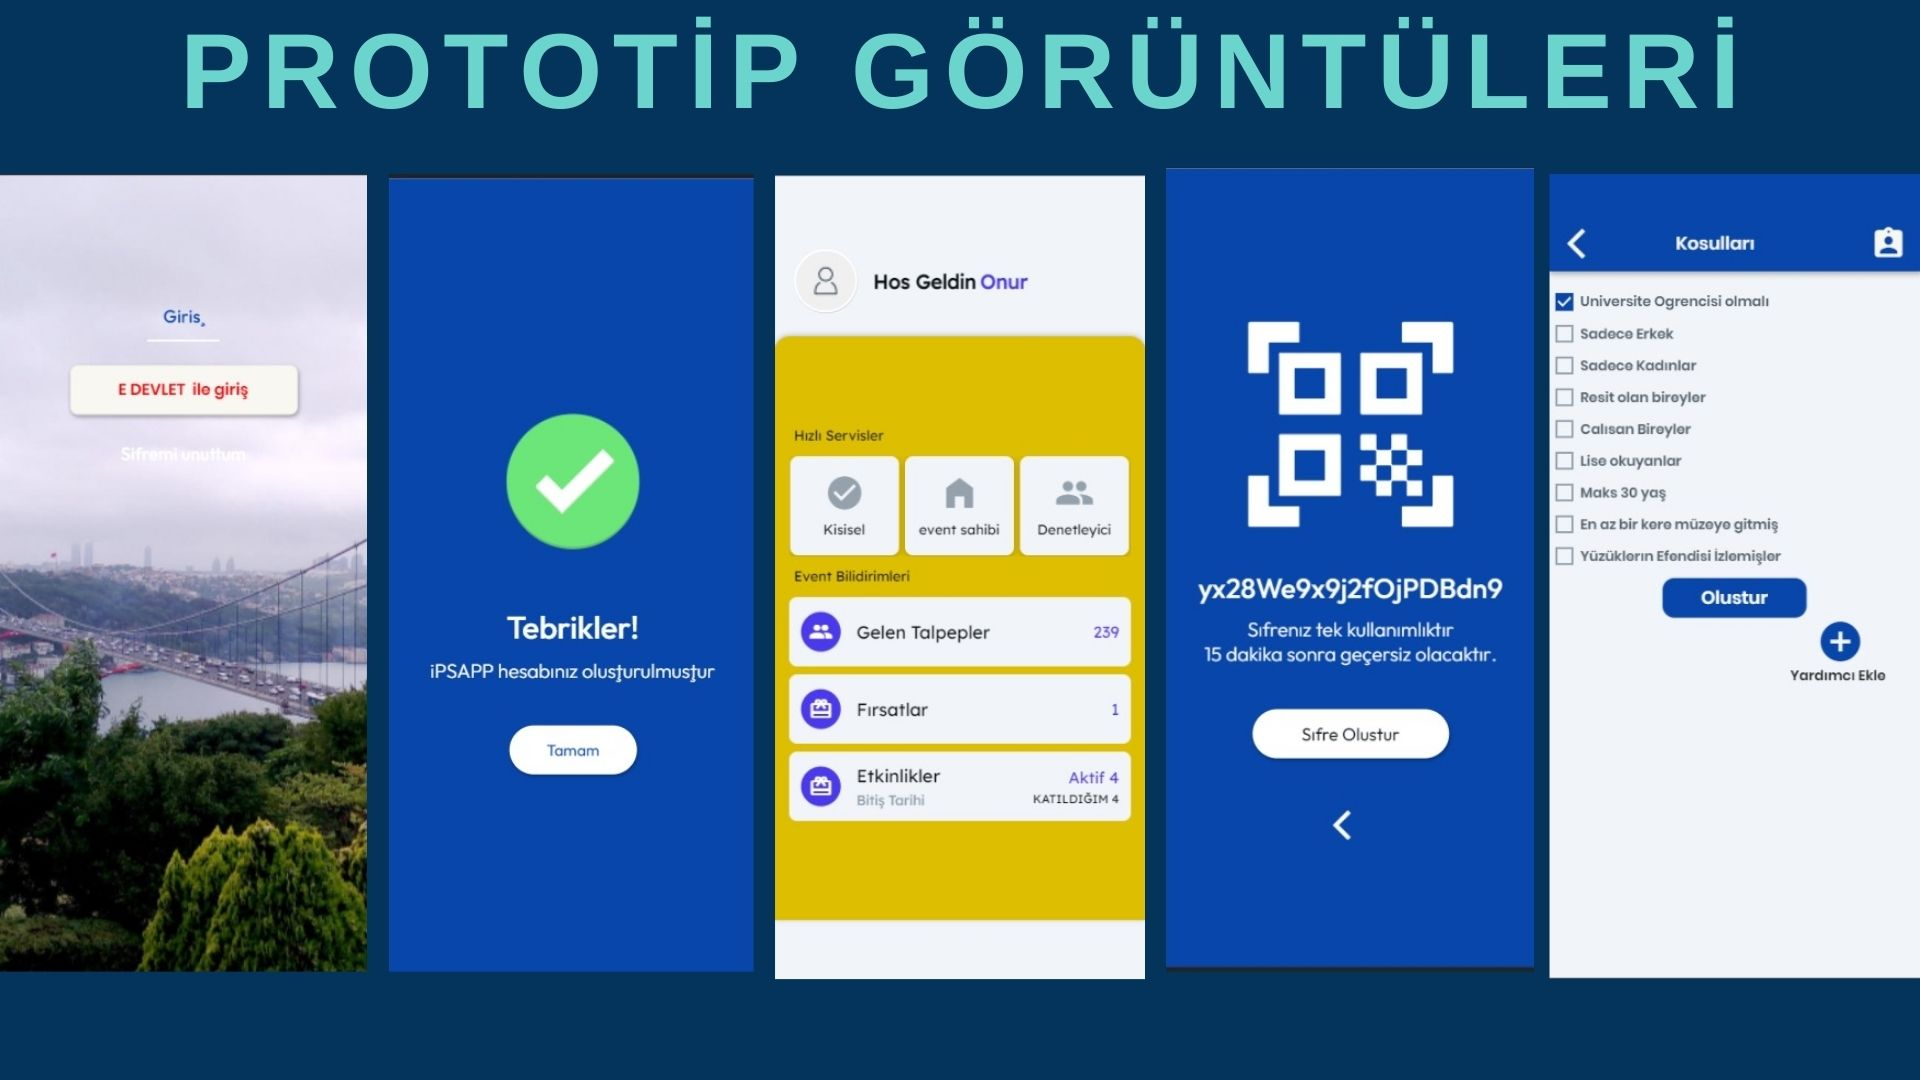 PROTOTİP GÖRÜNTÜLERİ
Giriş
E DEVLET ile giriş
Sifremi unuttum
Tebrikler!
iPSAPP hesabınız oluşturulmuştur
Tamam
Hos Geldin Onur
Hızlı Servisler
Kisisel
event sahibi
Denetleyici
Event Bilidirimleri
Gelen Talpepler 239
Fırsatlar 1
Etkinlikler Aktif 4
Bitiş Tarihi KATILDIĞIM 4
yx28We9x9j2fOjPDBdn9
Sıfrenız tek kullanımlıktır
15 dakika sonra geçersiz olacaktır.
Sıfre Olustur
Kosulları
Universite Ogrencisi olmalı
Sadece Erkek
Sadece Kadınlar
Resit olan bireyler
Calısan Bireyler
Lise okuyanlar
Maks 30 yaş
En az bir kere müzeye gitmiş
Yüzüklerın Efendisi İzlemişler
Olustur
Yardımcı Ekle